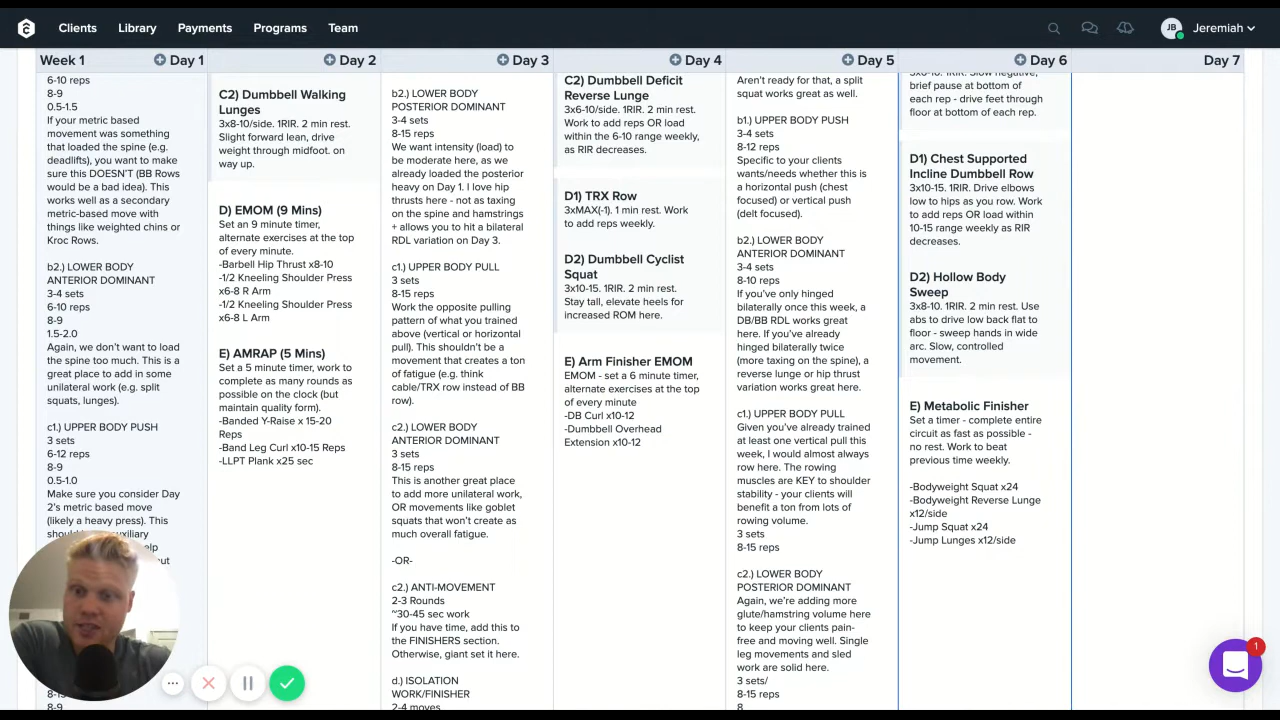 Clients
Library
Payments
Programs
Team
JB
Jeremiah
Week 1
Day 1
Day 2
Day 3
Day 4
Day 5
Day 6
Day 7
6-10 reps
8-9
0.5-1.5
If your metric based
movement was something
that loaded the spine (e.g.
deadlifts), you want to make
sure this DOESN'T (BB Rows
would be a bad idea). This
works well as a secondary
metric-based move with
things like weighted chins or
Kroc Rows.
b2.) LOWER BODY
ANTERIOR DOMINANT
3-4 sets
6-10 reps
8-9
1.5-2.0
Again, we don't want to load
the spine too much. This is a
great place to add in some
unilateral work (e.g. split
squats, lunges).
c1.) UPPER BODY PUSH
3 sets
6-12 reps
8-9
0.5-1.0
Make sure you consider Day
2's metric based move
(likely a heavy press). This
8-9
C2) Dumbbell Walking
Lunges
3x8-10/side. 1RIR. 2 min rest.
Slight forward lean, drive
weight through midfoot. on
way up.
D) EMOM (9 Mins)
Set an 9 minute timer,
alternate exercises at the top
of every minute.
-Barbell Hip Thrust x8-10
-1/2 Kneeling Shoulder Press
x6-8 R Arm
-1/2 Kneeling Shoulder Press
x6-8 L Arm
E) AMRAP (5 Mins)
Set a 5 minute timer, work to
complete as many rounds as
possible on the clock (but
maintain quality form).
-Banded Y-Raise x 15-20
Reps
-Band Leg Curl x10-15 Reps
-LLPT Plank x25 sec
b2.) LOWER BODY
POSTERIOR DOMINANT
3-4 sets
8-15 reps
We want intensity (load) to
be moderate here, as we
already loaded the posterior
heavy on Day 1. I love hip
thrusts here - not as taxing
on the spine and hamstrings
+ allows you to hit a bilateral
RDL variation on Day 3.
c1.) UPPER BODY PULL
3 sets
8-15 reps
Work the opposite pulling
pattern of what you trained
above (vertical or horizontal
pull). This shouldn't be a
movement that creates a ton
of fatigue (e.g. think
cable/TRX row instead of BB
row).
c2.) LOWER BODY
ANTERIOR DOMINANT
3 sets
8-15 reps
This is another great place
to add more unilateral work,
OR movements like goblet
squats that won't create as
much overall fatigue.
-OR-
c2.) ANTI-MOVEMENT
2-3 Rounds
~30-45 sec work
If you have time, add this to
the FINISHERS section.
Otherwise, giant set it here.
d.) ISOLATION
WORK/FINISHER
2-4 moves
C2) Dumbbell Deficit
Reverse Lunge
3x6-10/side. 1RIR. 2 min rest.
Work to add reps OR load
within the 6-10 range weekly,
as RIR decreases.
D1) TRX Row
3xMAX(-1). 1 min rest. Work
to add reps weekly.
D2) Dumbbell Cyclist
Squat
3x10-15. 1RIR. 2 min rest.
Stay tall, elevate heels for
increased ROM here.
E) Arm Finisher EMOM
EMOM - set a 6 minute timer,
alternate exercises at the top
of every minute
-DB Curl x10-12
-Dumbbell Overhead
Extension x10-12
Aren't ready for that, a split
squat works great as well.
b1.) UPPER BODY PUSH
3-4 sets
8-12 reps
Specific to your clients
wants/needs whether this is
a horizontal push (chest
focused) or vertical push
(delt focused).
b2.) LOWER BODY
ANTERIOR DOMINANT
3-4 sets
8-10 reps
If you've only hinged
bilaterally once this week, a
DB/BB RDL works great
here. If you've already
hinged bilaterally twice
(more taxing on the spine), a
reverse lunge or hip thrust
variation works great here.
c1.) UPPER BODY PULL
Given you've already trained
at least one vertical pull this
week, I would almost always
row here. The rowing
muscles are KEY to shoulder
stability - your clients will
benefit a ton from lots of
rowing volume.
3 sets
8-15 reps
c2.) LOWER BODY
POSTERIOR DOMINANT
Again, we're adding more
glute/hamstring volume here
to keep your clients pain-
free and moving well. Single
leg movements and sled
work are solid here.
3 sets/
8-15 reps
8
brief pause at bottom of
each rep - drive feet through
floor at bottom of each rep.
D1) Chest Supported
Incline Dumbbell Row
3x10-15. 1RIR. Drive elbows
low to hips as you row. Work
to add reps OR load within
10-15 range weekly as RIR
decreases.
D2) Hollow Body
Sweep
3x8-10. 1RIR. 2 min rest. Use
abs to drive low back flat to
floor - sweep hands in wide
arc. Slow, controlled
movement.
E) Metabolic Finisher
Set a timer - complete entire
circuit as fast as possible -
no rest. Work to beat
previous time weekly.
-Bodyweight Squat x24
-Bodyweight Reverse Lunge
x12/side
-Jump Squat x24
-Jump Lunges x12/side
1